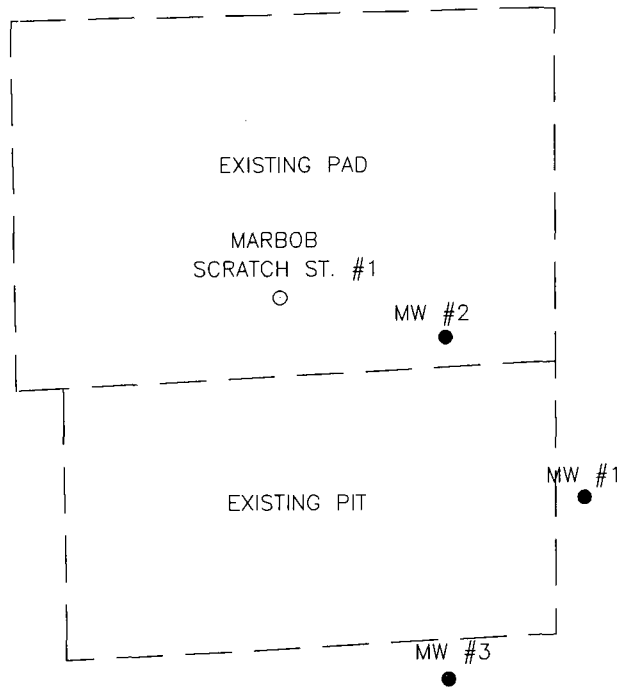 EXISTING PAD
MARBOB
SCRATCH ST. #1
MW #2
MW #1
EXISTING PIT
MW #3